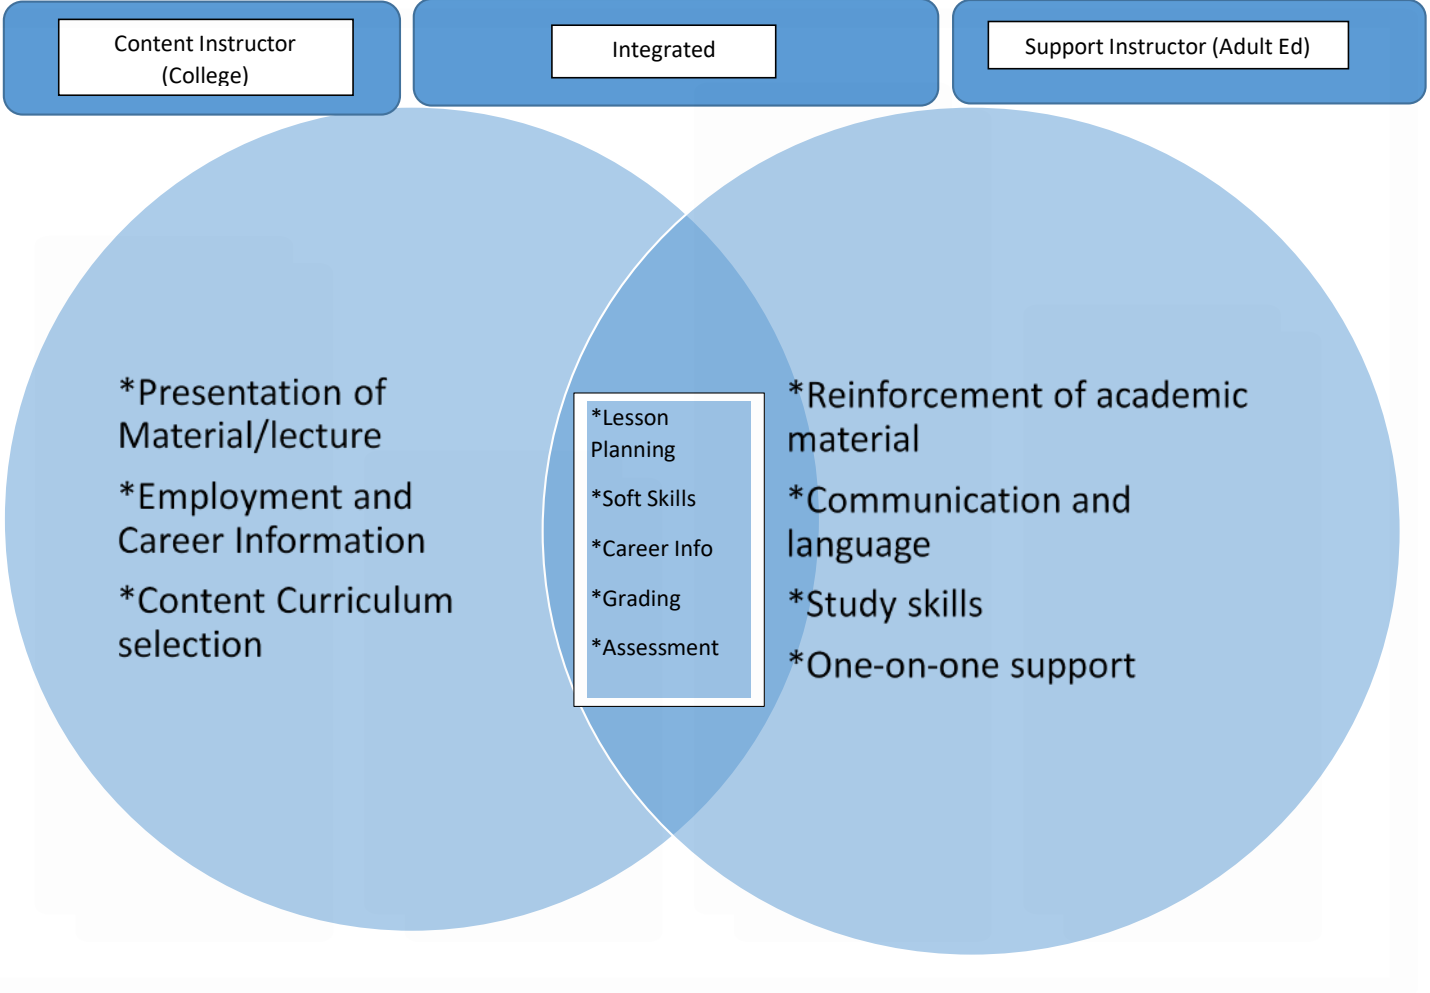 Content Instructor
(College)
Integrated
Support Instructor (Adult Ed)
*Presentation of
Material/lecture
*Employment and
Career Information
*Content Curriculum
selection
*Lesson
Planning
*Soft Skills
*Career Info
*Grading
*Assessment
*Reinforcement of academic
material
*Communication and
language
*Study skills
*One-on-one support